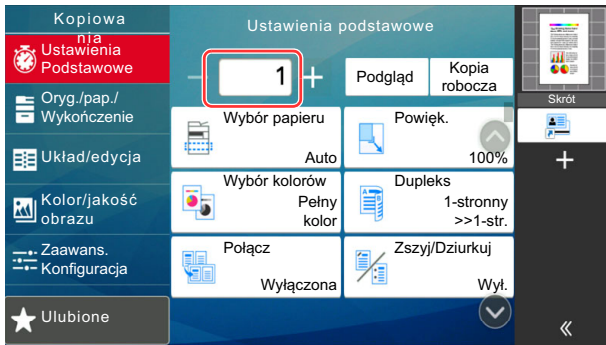 Kopiowa
nia
Ustawienia
Podstawowe
Oryg./pap./
Wykończenie
Układ/edycja
Kolor/jakość
obrazu
Zaawans.
Konfiguracja
Ulubione
Ustawienia podstawowe
− 1 +
Podgląd
Kopia
robocza
Wybór papieru
Auto
Powięk.
100%
Wybór kolorów
Pełny
kolor
Dupleks
1-stronny
>>1-str.
Połącz
Wyłączona
Zszyj/Dziurkuj
Wył.
Skrót
+
«